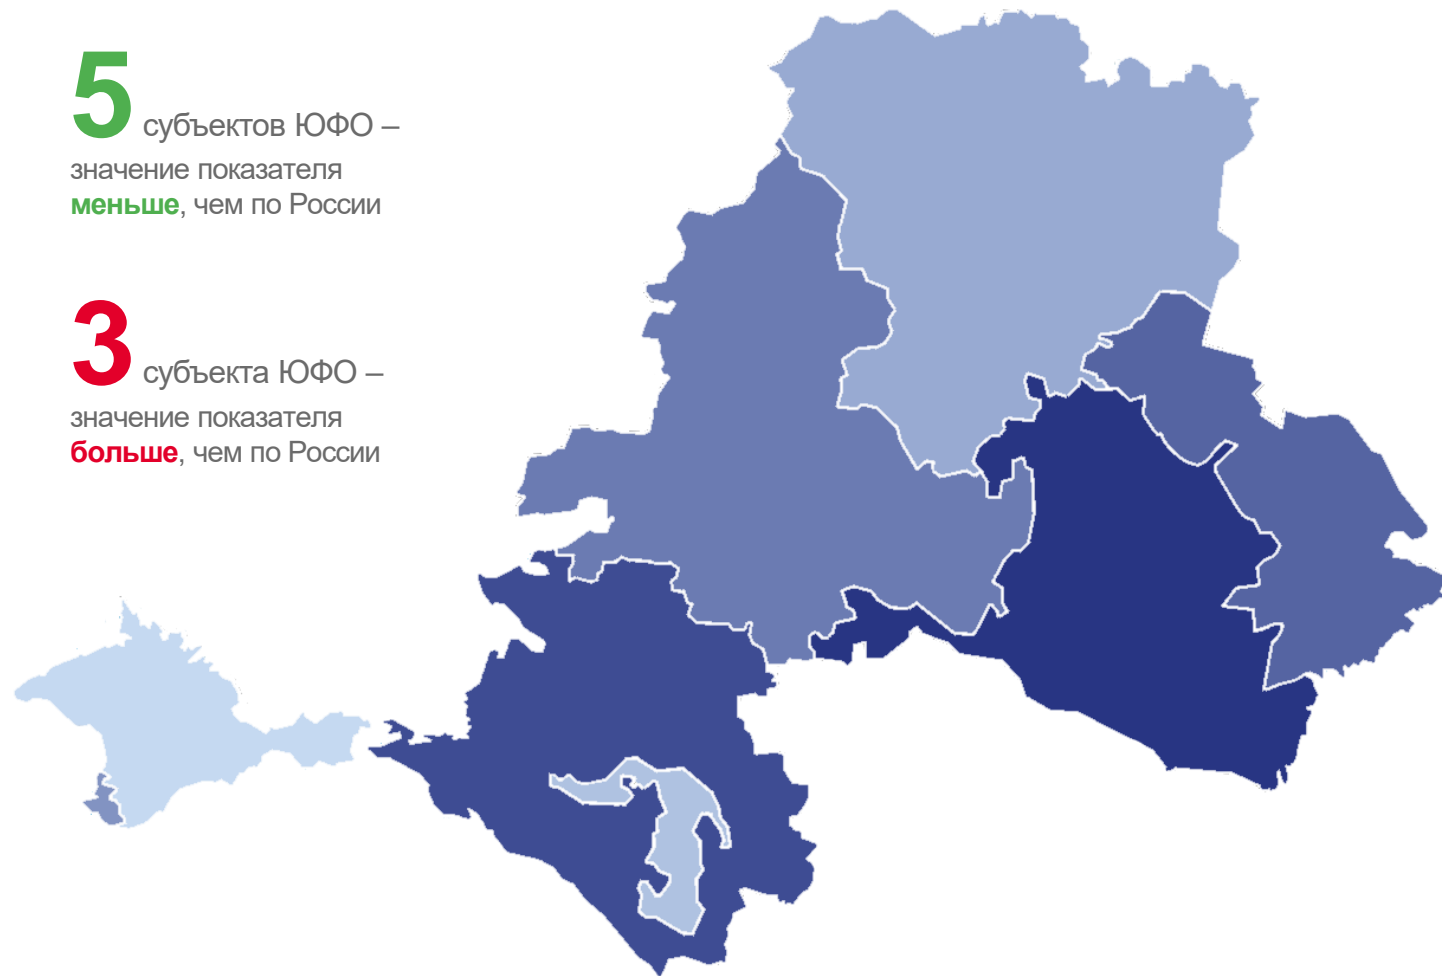 5 субъектов ЮФО –
значение показателя
меньше, чем по России
3 субъекта ЮФО –
значение показателя
больше, чем по России